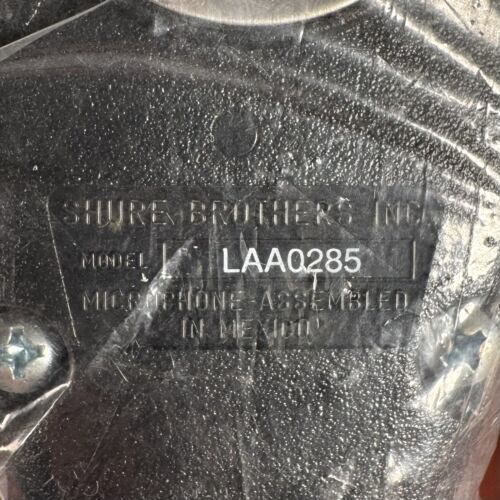 SHURE BROTHERS INC.
MODEL LAA0285
MICROPHONE-ASSEMBLED
IN MEXICO